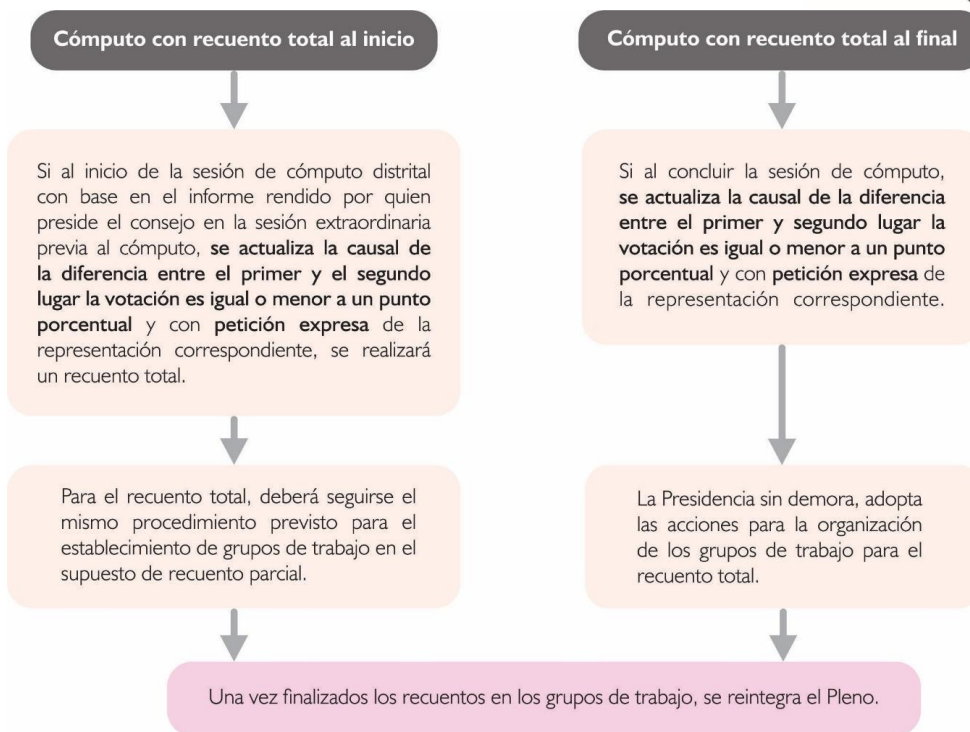 Cómputo con recuento total al inicio
Si al inicio de la sesión de cómputo distrital
con base en el informe rendido por quien
preside el consejo en la sesión extraordinaria
previa al cómputo, se actualiza la causal de
la diferencia entre el primer y el segundo
lugar la votación es igual o menor a un punto
porcentual y con petición expresa de la
representación correspondiente, se realizará
un recuento total.
Para el recuento total, deberá seguirse el
mismo procedimiento previsto para el
establecimiento de grupos de trabajo en el
supuesto de recuento parcial.
Cómputo con recuento total al final
Si al concluir la sesión de cómputo,
se actualiza la causal de la diferencia
entre el primer y segundo lugar la
votación es igual o menor a un punto
porcentual y con petición expresa de
la representación correspondiente.
La Presidencia sin demora, adopta
las acciones para la organización
de los grupos de trabajo para el
recuento total.
Una vez finalizados los recuentos en los grupos de trabajo, se reintegra el Pleno.